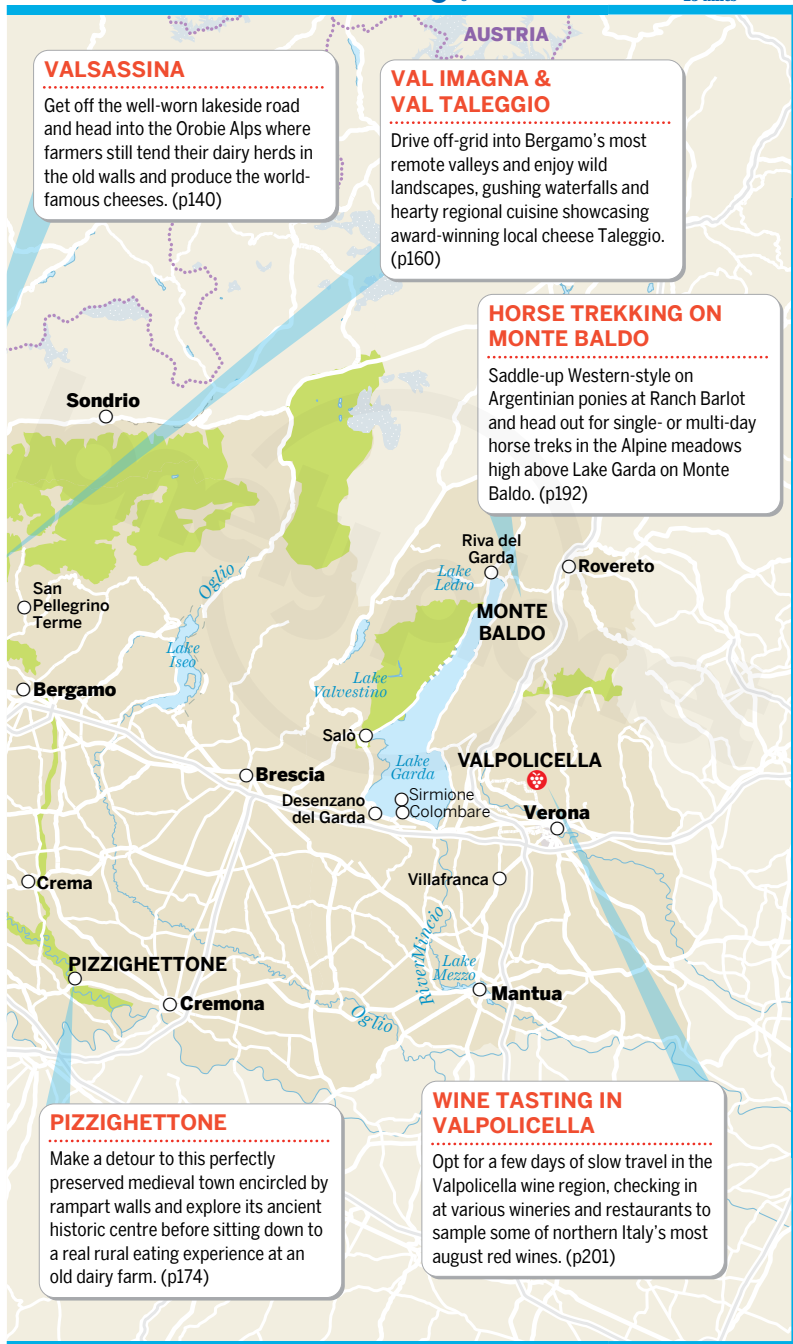 AUSTRIA
VALSASSINA
Get off the well-worn lakeside road
and head into the Orobie Alps where
farmers still tend their dairy herds in
the old walls and produce the world-
famous cheeses. (p140)
VAL IMAGNA &
VAL TALEGGIO
Drive off-grid into Bergamo’s most
remote valleys and enjoy wild
landscapes, gushing waterfalls and
hearty regional cuisine showcasing
award-winning local cheese Taleggio.
(p160)
HORSE TREKKING ON
MONTE BALDO
Saddle-up Western-style on
Argentinian ponies at Ranch Barlot
and head out for single- or multi-day
horse treks in the Alpine meadows
high above Lake Garda on Monte
Baldo. (p192)
Sondrio
Riva del
Garda
Rovereto
Lake
Ledro
Oglio
San
Pellegrino
Terme
MONTE
BALDO
Lake
Iseo
Lake
Valvestino
Bergamo
Salò
Lake
Garda
VALPOLICELLA
Brescia
Sirmione
Desenzano
del Garda
Colombare
Verona
Crema
Villafranca
River Mincio
PIZZIGHETTONE
Lake
Mezzo
Mantua
Cremona
Oglio
PIZZIGHETTONE
Make a detour to this perfectly
preserved medieval town encircled by
rampart walls and explore its ancient
historic centre before sitting down to
a real rural eating experience at an
old dairy farm. (p174)
WINE TASTING IN
VALPOLICELLA
Opt for a few days of slow travel in the
Valpolicella wine region, checking in
at various wineries and restaurants to
sample some of northern Italy’s most
august red wines. (p201)